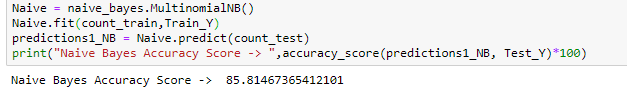 Naive = naive_bayes.MultinomialNB()
Naive.fit(count_train,Train_Y)
predictions1_NB = Naive.predict(count_test)
print("Naive Bayes Accuracy Score -> ",accuracy_score(predictions1_NB, Test_Y)*100)
Naive Bayes Accuracy Score ->  85.81467365412101